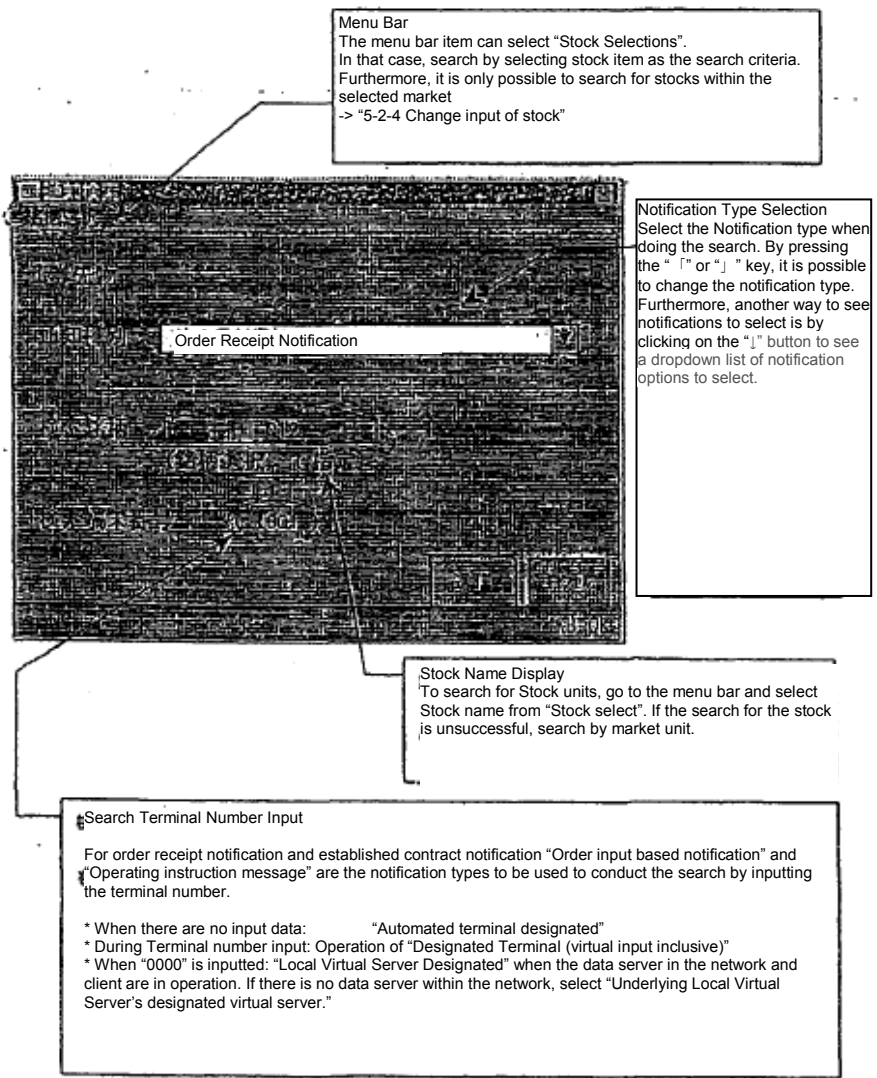 Menu Bar
The menu bar item can select “Stock Selections”.
In that case, search by selecting stock item as the search criteria.
Furthermore, it is only possible to search for stocks within the
selected market
-> “5-2-4 Change input of stock”
Notification Type Selection
Select the Notification type when
doing the search. By pressing
the “「” or “」” key, it is possible
to change the notification type.
Furthermore, another way to see
notifications to select is by
clicking on the “↓” button to see
a dropdown list of notification
options to select.
Order Receipt Notification
Stock Name Display
To search for Stock units, go to the menu bar and select
Stock name from “Stock select”. If the search for the stock
is unsuccessful, search by market unit.
Search Terminal Number Input
For order receipt notification and established contract notification “Order input based notification” and
“Operating instruction message” are the notification types to be used to conduct the search by inputting
the terminal number.
* When there are no input data: “Automated terminal designated”
* During Terminal number input: Operation of “Designated Terminal (virtual input inclusive)”
* When “0000” is inputted: “Local Virtual Server Designated” when the data server in the network and
client are in operation. If there is no data server within the network, select “Underlying Local Virtual
Server’s designated virtual server.”